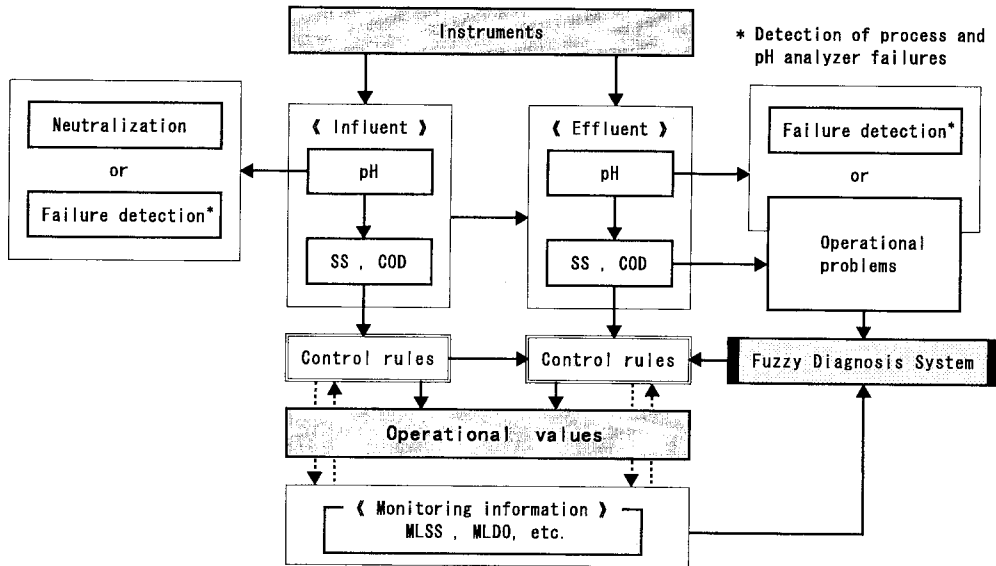 Instruments
* Detection of process and
pH analyzer failures
Neutralization
or
Failure detection*
《 Influent 》
pH
SS , COD
《 Effluent 》
pH
SS , COD
Failure detection*
or
Operational
problems
Control rules
Control rules
Fuzzy Diagnosis System
Operational values
《 Monitoring information 》
MLSS , MLDO, etc.